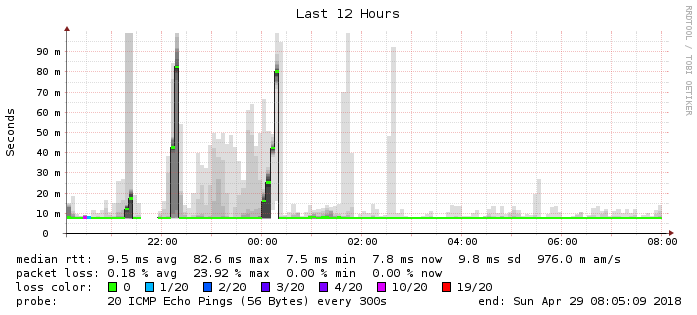 Last 12 Hours
RRDTOOL / TOBI OETIKER
Seconds
90 m
80 m
70 m
60 m
50 m
40 m
30 m
20 m
10 m
0
22:00 00:00 02:00 04:00 06:00 08:00
median rtt: 9.5 ms avg 82.6 ms max 7.5 ms min 7.8 ms now 9.8 ms sd 976.0 m am/s
packet loss: 0.18 % avg 23.92 % max 0.00 % min 0.00 % now
loss color: 0 1/20 2/20 3/20 4/20 10/20 19/20
probe: 20 ICMP Echo Pings (56 Bytes) every 300s end: Sun Apr 29 08:05:09 2018